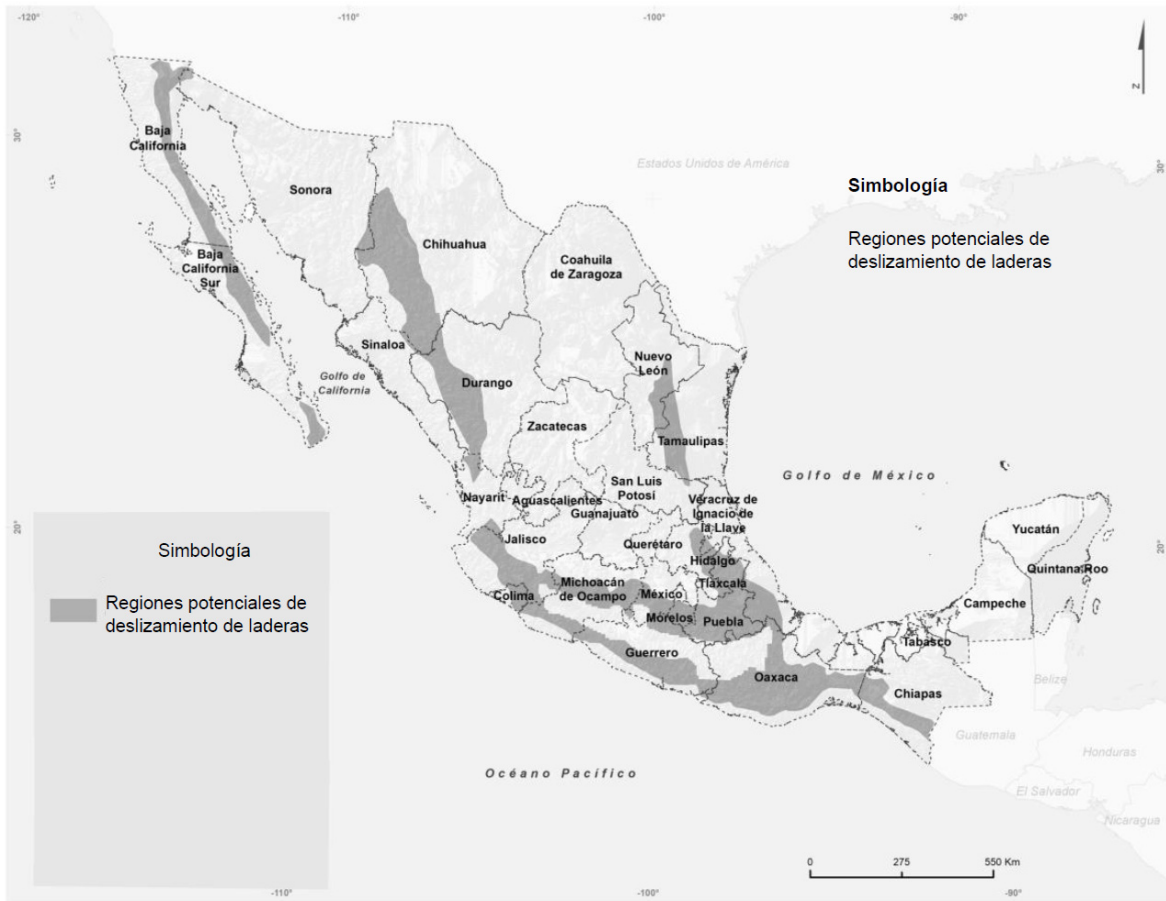 -120°
-110°
-100°
-90°
N
30°
30°
Baja
California
Estados Unidos de América
Simbología
Regiones potenciales de
deslizamiento de laderas
Sonora
Chihuahua
Coahuila
de Zaragoza
Baja
California
Sur
Sinaloa
Nuevo
León
Golfo de
California
Durango
Zacatecas
Tamaulipas
Golfo de México
San Luis
Potosí
Nayarit
Aguascalientes
Guanajuato
Veracruz de
Ignacio de
la Llave
20°
20°
Yucatán
Jalisco
Querétaro
Hidalgo
Quintana Roo
Simbología
Regiones potenciales de
deslizamiento de laderas
Colima
Michoacán
de Ocampo
México
Tlaxcala
Morelos
Puebla
Campeche
Tabasco
Guerrero
Oaxaca
Chiapas
Belize
Guatemala
Honduras
Océano Pacífico
El Salvador
Nicaragua
0 275 550 Km
-110°
-100°
-90°